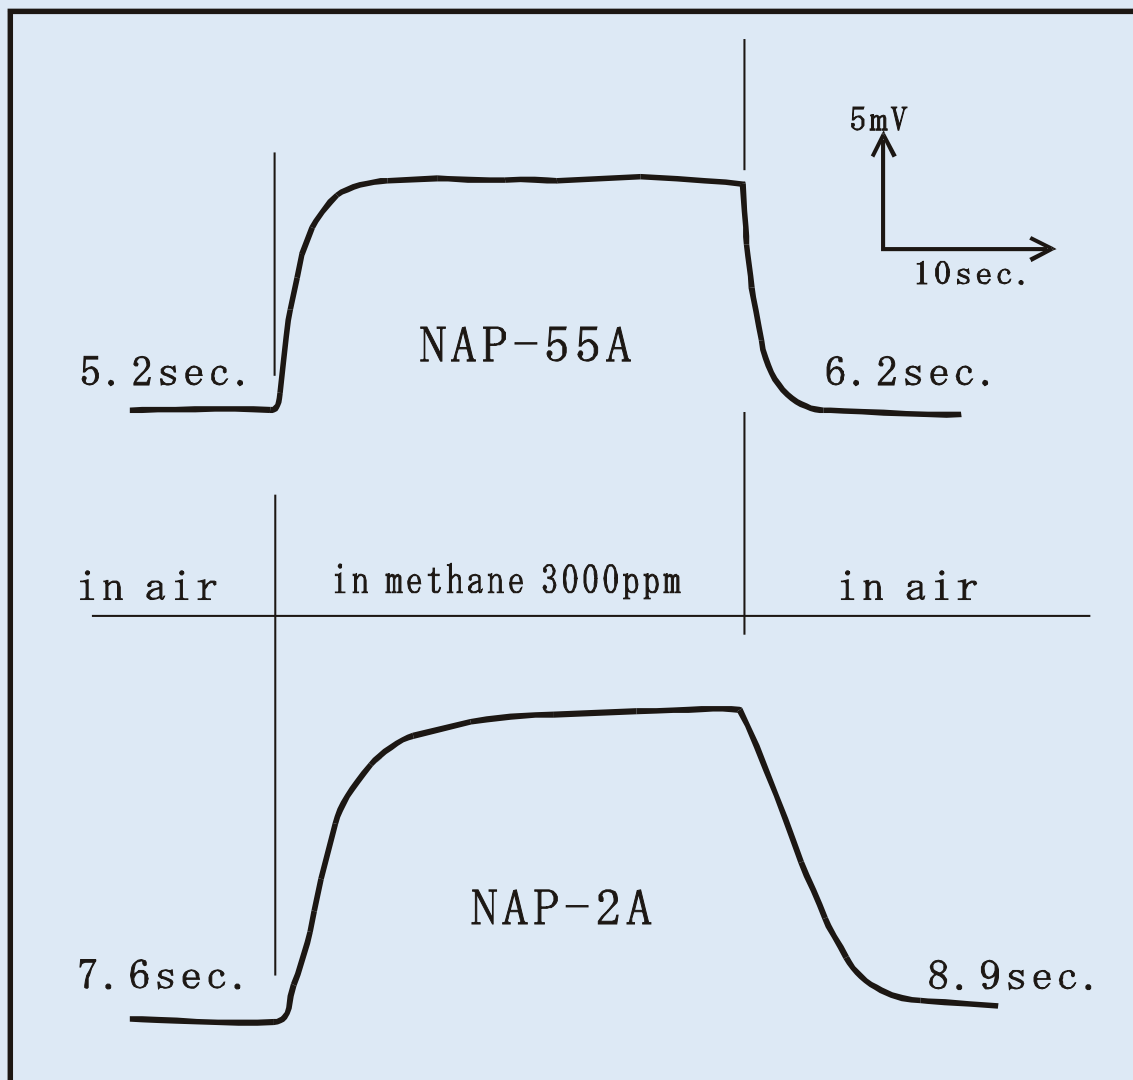 5mV
10sec.
NAP-55A
5.2sec.
6.2sec.
in air
in methane 3000ppm
in air
NAP-2A
7.6sec.
8.9sec.